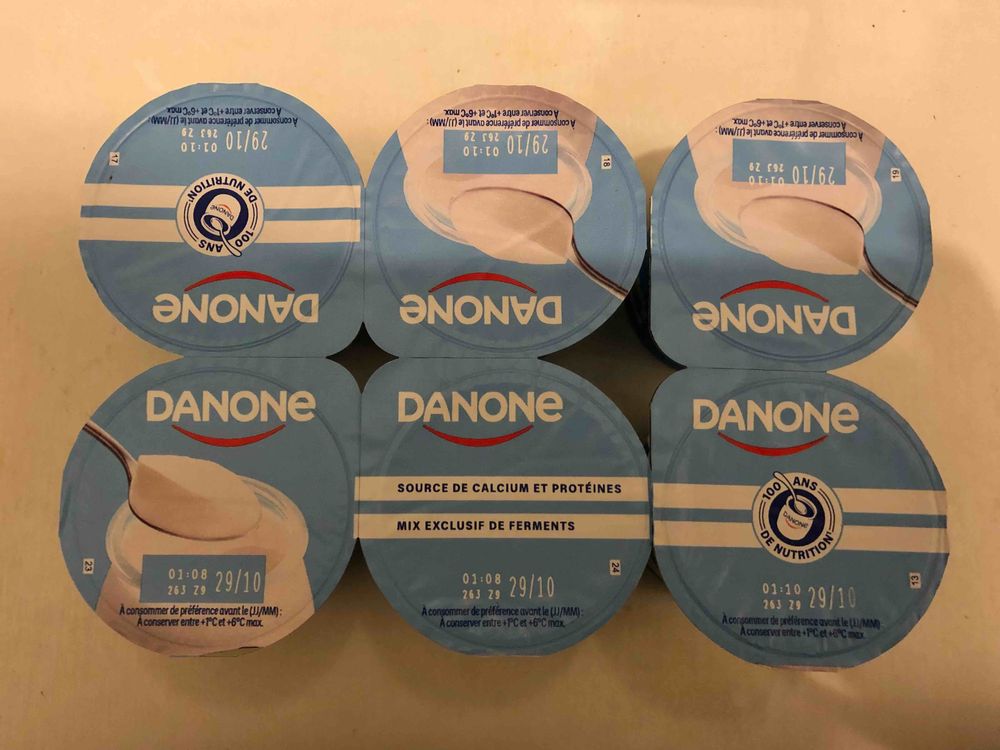 À conserver entre +1°C et +6°C max.
À consommer de préférence avant le (JJ/MM) :
29/10
01:10
263 29
17
100 ANS
DANONE
DE NUTRITION*
DANONE
À conserver entre +1°C et +6°C max.
À consommer de préférence avant le (JJ/MM) :
29/10
01:10
263 29
18
DANONE
À conserver entre +1°C et +6°C max.
À consommer de préférence avant le (JJ/MM) :
29/10
01:10
263 29
19
DANONE
DANONE
23
01:08
263 29 29/10
À consommer de préférence avant le (JJ/MM) :
À conserver entre +1°C et +6°C max.
DANONE
SOURCE DE CALCIUM ET PROTÉINES
MIX EXCLUSIF DE FERMENTS
24
01:08
263 29 29/10
À consommer de préférence avant le (JJ/MM) :
À conserver entre +1°C et +6°C max.
DANONE
100 ANS
DANONE
DE NUTRITION*
13
01:10
263 29 29/10
À consommer de préférence avant le (JJ/MM) :
À conserver entre +1°C et +6°C max.